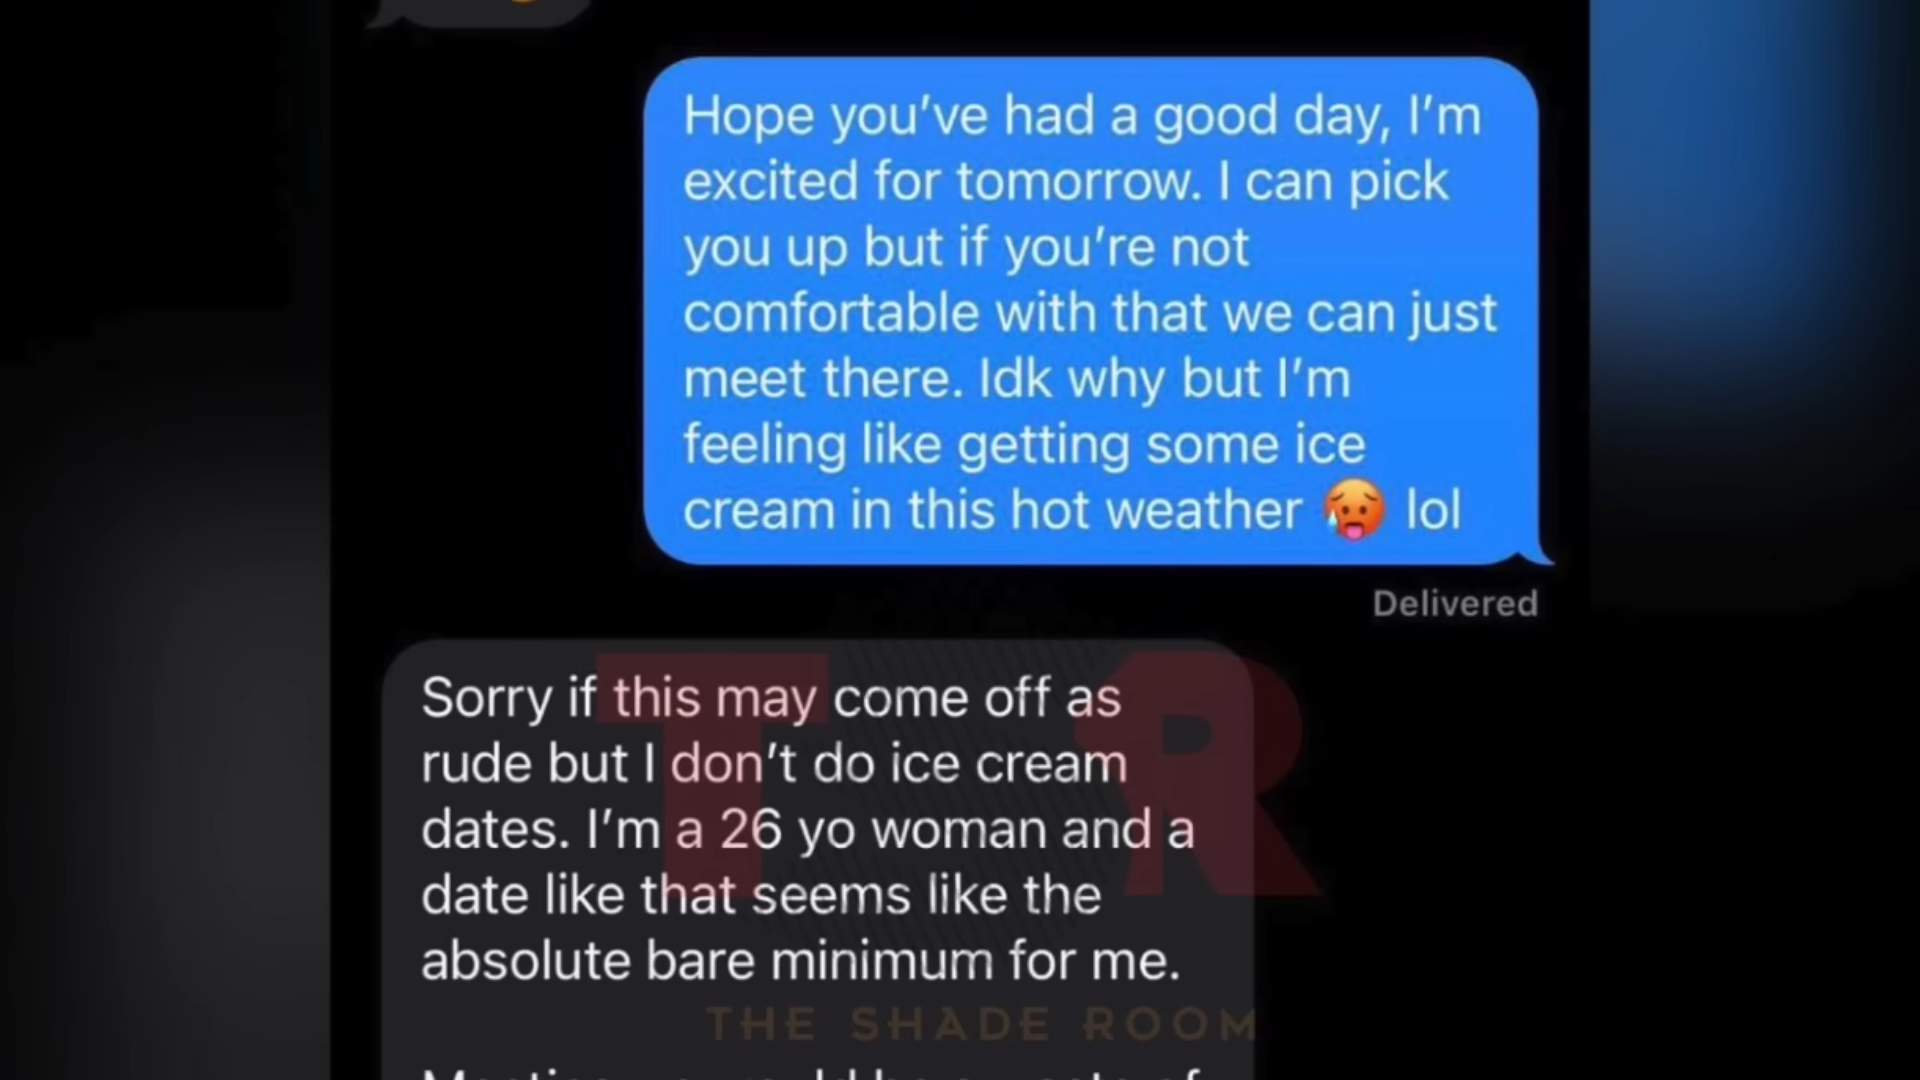 Hope you’ve had a good day, I’m
excited for tomorrow. I can pick
you up but if you’re not
comfortable with that we can just
meet there. Idk why but I’m
feeling like getting some ice
cream in this hot weather 🥵 lol
Delivered
Sorry if this may come off as
rude but I don’t do ice cream
dates. I’m a 26 yo woman and a
date like that seems like the
absolute bare minimum for me.
T R
THE SHADE ROOM